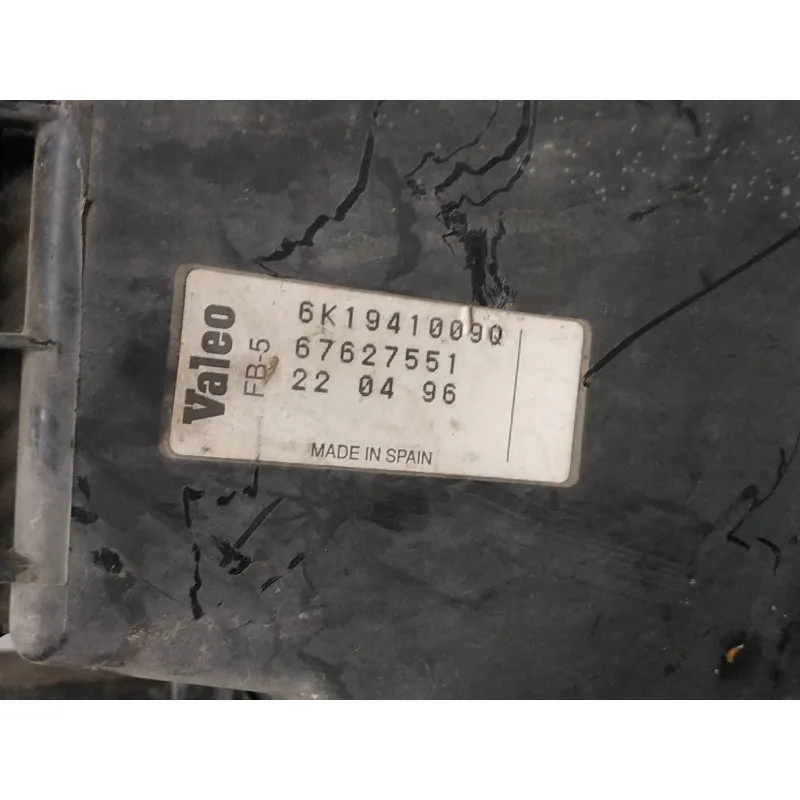 Valeo
FB-5
6K1941009Q
67627551
22 04 96
MADE IN SPAIN